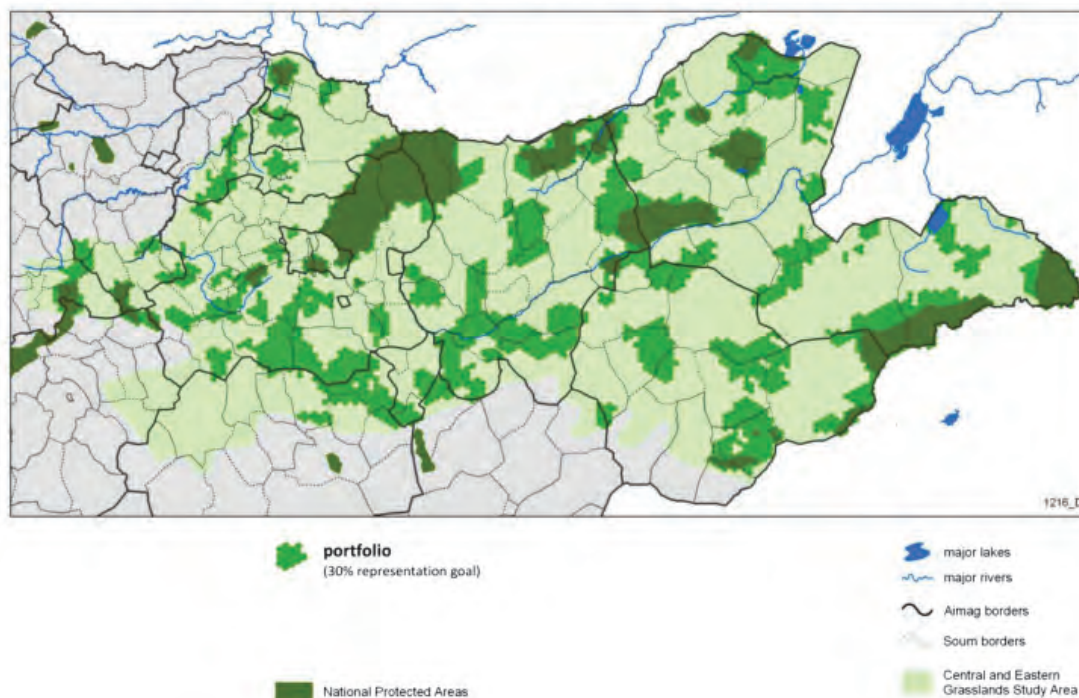 1216_D
portfolio
(30% representation goal)
National Protected Areas
major lakes
major rivers
Aimag borders
Soum borders
Central and Eastern
Grasslands Study Area